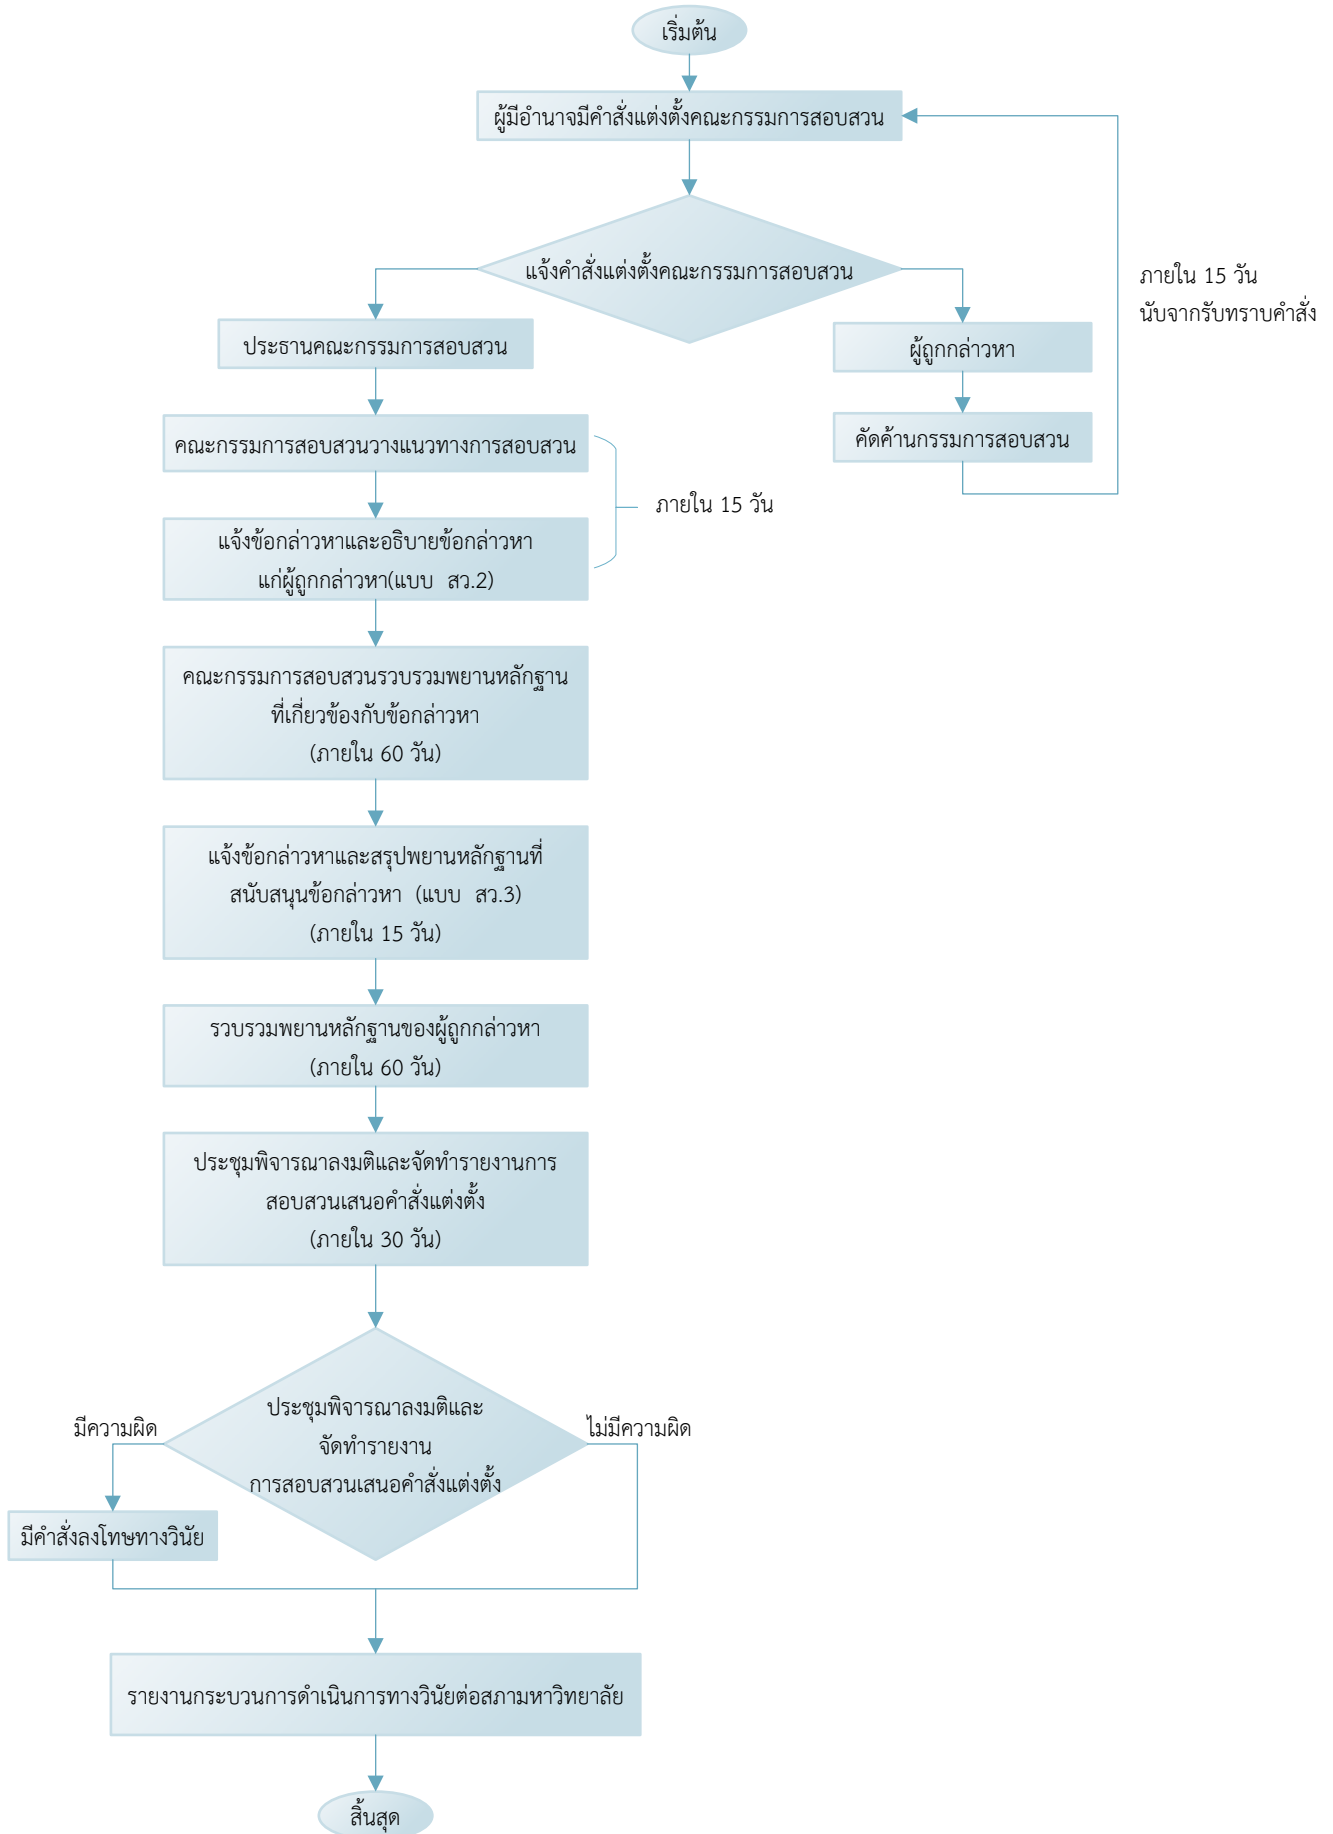 เริ่มต้น
ผู้มีอำนาจมีคำสั่งแต่งตั้งคณะกรรมการสอบสวน
แจ้งคำสั่งแต่งตั้งคณะกรรมการสอบสวน
ภายใน 15 วัน
นับจากรับทราบคำสั่ง
ประธานคณะกรรมการสอบสวน
ผู้ถูกกล่าวหา
คณะกรรมการสอบสวนวางแนวทางการสอบสวน
คัดค้านกรรมการสอบสวน
ภายใน 15 วัน
แจ้งข้อกล่าวหาและอธิบายข้อกล่าวหา
แก่ผู้ถูกกล่าวหา(แบบ สว.2)
คณะกรรมการสอบสวนรวบรวมพยานหลักฐาน
ที่เกี่ยวข้องกับข้อกล่าวหา
(ภายใน 60 วัน)
แจ้งข้อกล่าวหาและสรุปพยานหลักฐานที่
สนับสนุนข้อกล่าวหา (แบบ สว.3)
(ภายใน 15 วัน)
รวบรวมพยานหลักฐานของผู้ถูกกล่าวหา
(ภายใน 60 วัน)
ประชุมพิจารณาลงมติและจัดทำรายงานการ
สอบสวนเสนอคำสั่งแต่งตั้ง
(ภายใน 30 วัน)
ประชุมพิจารณาลงมติและ
จัดทำรายงาน
การสอบสวนเสนอคำสั่งแต่งตั้ง
มีความผิด
ไม่มีความผิด
มีคำสั่งลงโทษทางวินัย
รายงานกระบวนการดำเนินการทางวินัยต่อสภามหาวิทยาลัย
สิ้นสุด